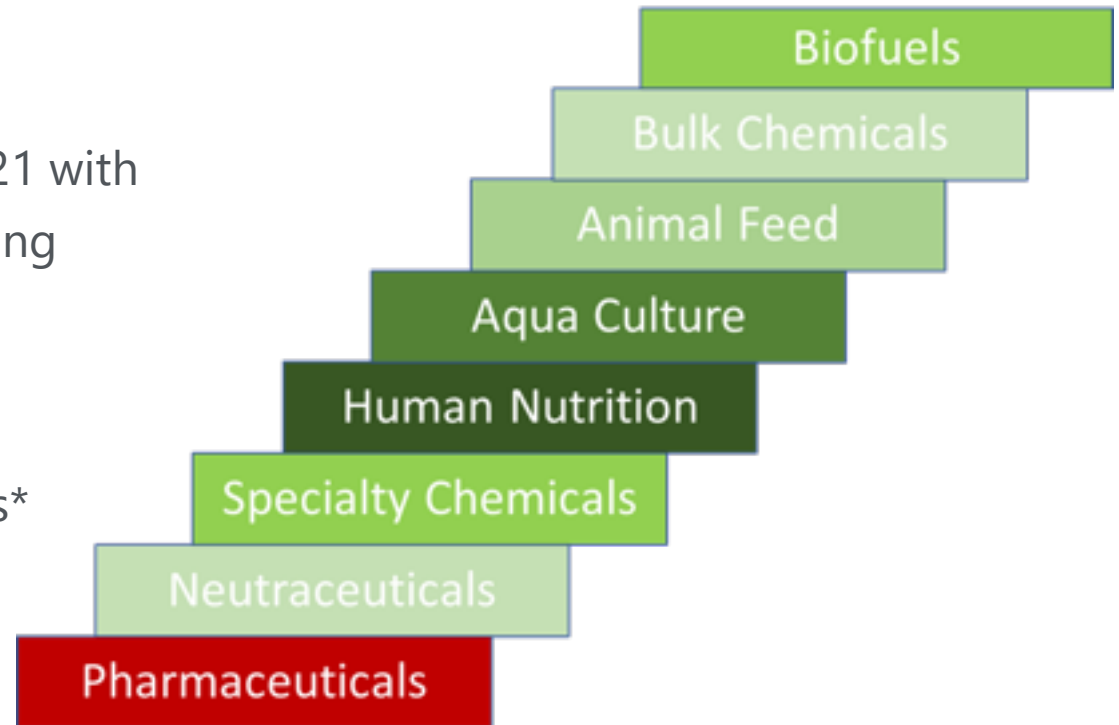 Biofuels
Bulk Chemicals
21 with
Animal Feed
ng
Aqua Culture
Human Nutrition
Specialty Chemicals
s*
Neutraceuticals
Pharmaceuticals